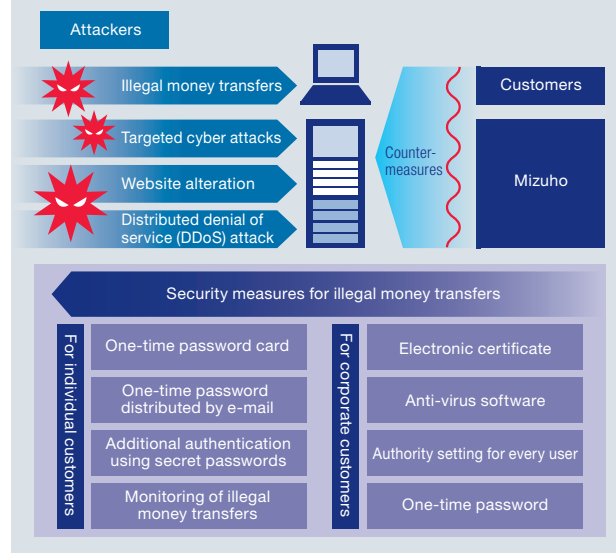 Attackers
Illegal money transfers
Targeted cyber attacks
Website alteration
Distributed denial of
service (DDoS) attack
Counter-
measures
Customers
Mizuho
Security measures for illegal money transfers
For individual customers
One-time password card
One-time password
distributed by e-mail
Additional authentication
using secret passwords
Monitoring of illegal
money transfers
For corporate customers
Electronic certificate
Anti-virus software
Authority setting for every user
One-time password